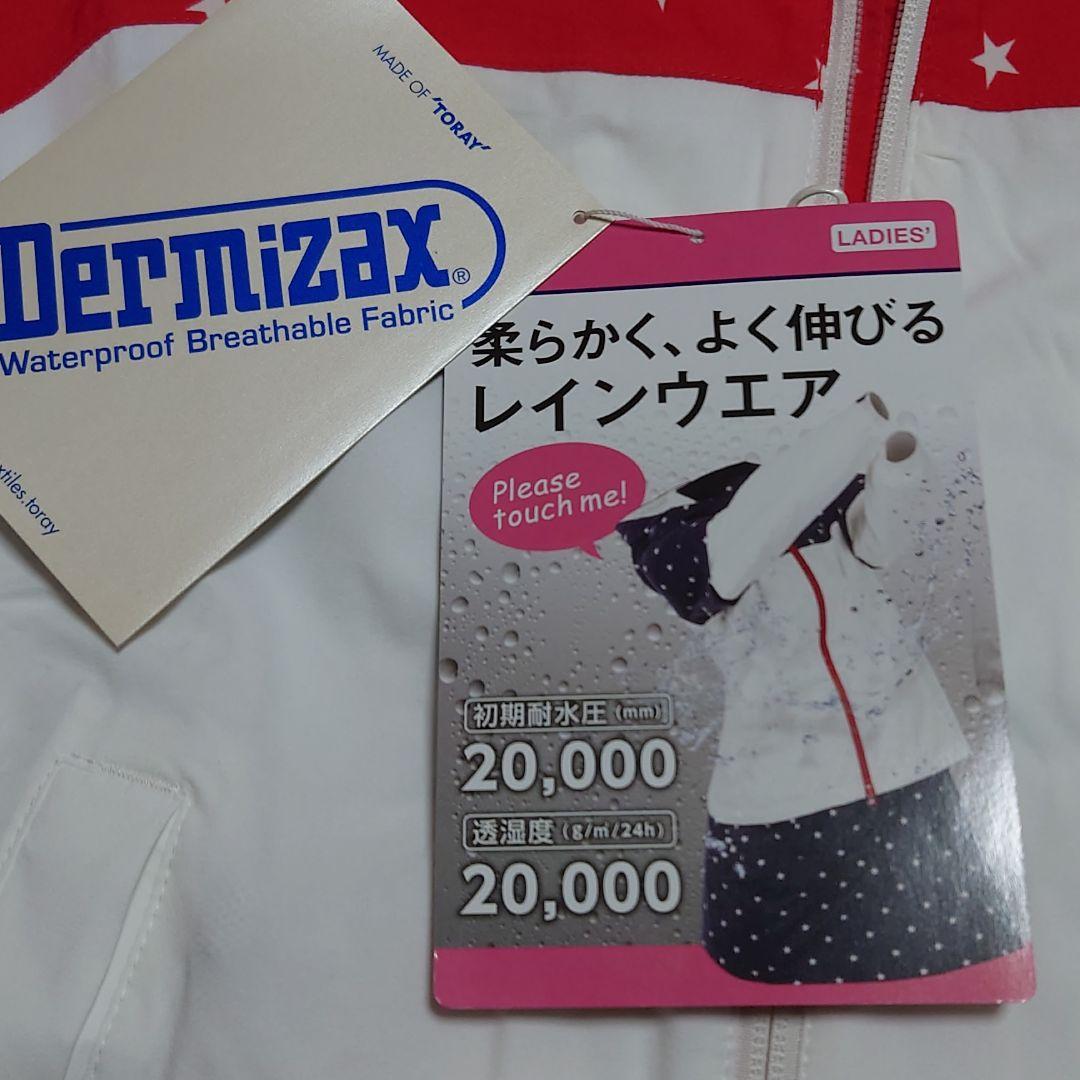 MADE OF "TORAY"
Dermizax®
Waterproof Breathable Fabric
xtiles.toray
LADIES'
柔らかく、よく伸びる
レインウエア
Please
touch me!
初期耐水圧(mm)
20,000
透湿度(g/㎡/24h)
20,000